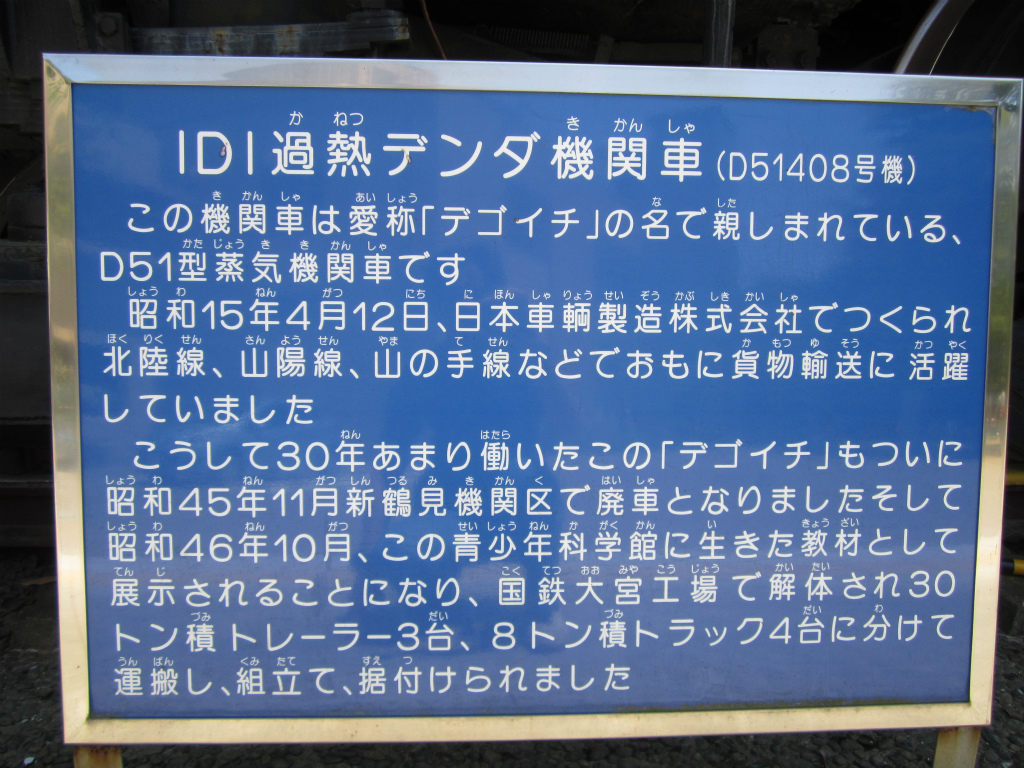 1D1過熱デンダ機関車(D51408号機)
この機関車は愛称「デゴイチ」の名で親しまれている、
D51型蒸気機関車です
昭和15年4月12日、日本車輌製造株式会社でつくられ
北陸線、山陽線、山の手線などでおもに貨物輸送に活躍
していました
こうして30年あまり働いたこの「デゴイチ」もついに
昭和45年11月新鶴見機関区で廃車となりましたそして
昭和46年10月、この青少年科学館に生きた教材として
展示されることになり、国鉄大宮工場で解体され30
トン積トレーラー3台、8トン積トラック4台に分けて
運搬し、組立て、据付けられました